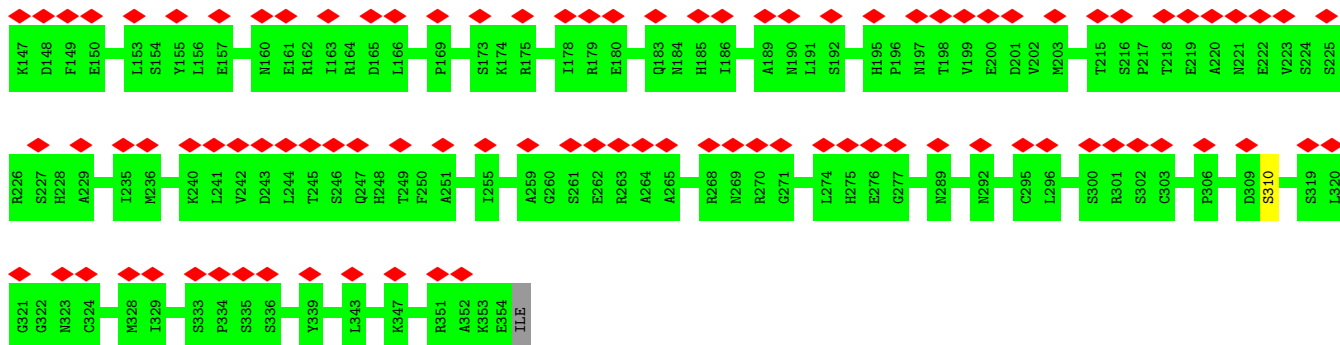 K147 D148 F149 E150 L153 S154 Y155 L156 E157 N160 E161 R162 I163 R164 D165 L166 P169 S173 K174 R175 I178 R179 E180 Q183 N184 H185 I186 A189 N190 L191 S192 H195 P196 N197 T198 V199 E200 D201 V202 M203 T215 S216 P217 T218 E219 A220 N221 E222 V223 S224 S225
R226 S227 H228 A229 I235 M236 K240 L241 V242 D243 L244 T245 S246 Q247 H248 T249 F250 A251 I255 A259 G260 S261 E262 R263 A264 A265 R268 N269 R270 G271 L274 H275 E276 G277 N289 N292 C295 L296 S300 R301 S302 C303 P306 D309 S310 S319 L320
G321 G322 N323 C324 M328 I329 S333 P334 S335 S336 Y339 L343 K347 R351 A352 K353 E354 ILE